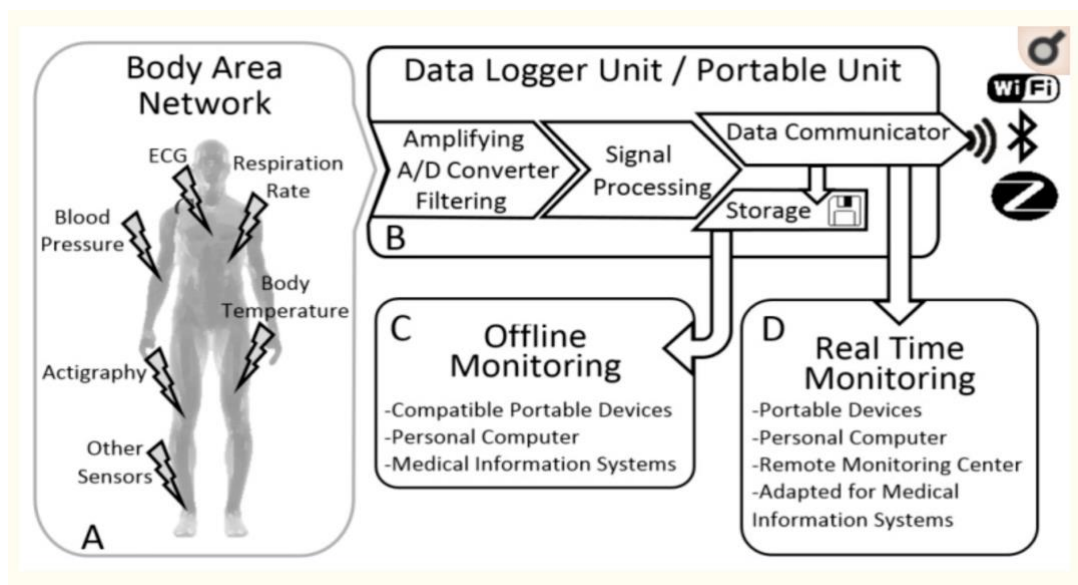 Body Area
Network
ECG
Respiration
Rate
Blood
Pressure
Body
Temperature
Actigraphy
Other
Sensors
A
Data Logger Unit / Portable Unit
Amplifying
A/D Converter
Filtering
Signal
Processing
Data Communicator
Storage
B
Wi Fi
C
Offline
Monitoring
-Compatible Portable Devices
-Personal Computer
-Medical Information Systems
D
Real Time
Monitoring
-Portable Devices
-Personal Computer
-Remote Monitoring Center
-Adapted for Medical
Information Systems